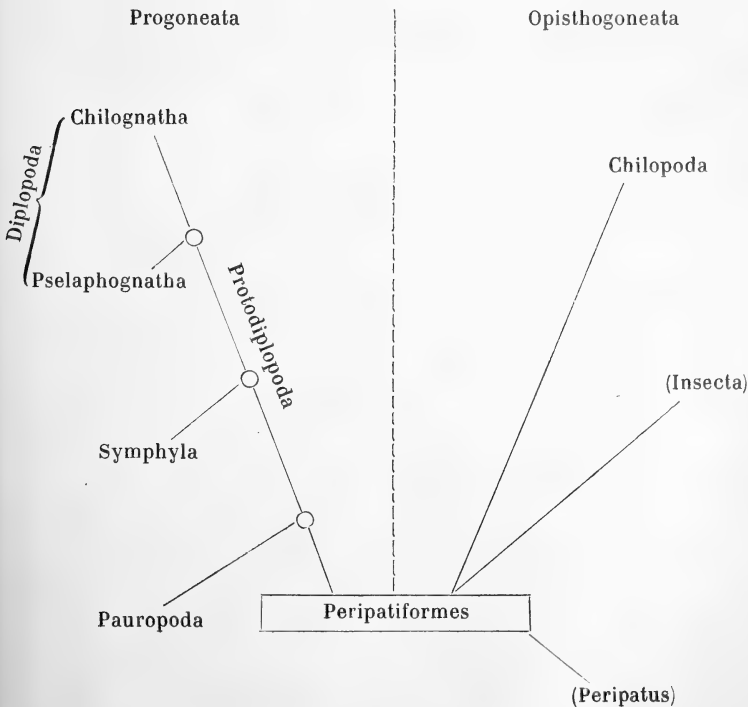 Progoneata
Opisthogoneata
Chilognatha
Diplopoda
Chilopoda
Pselaphognatha
Protodiplopoda
(Insecta)
Symphyla
Pauropoda
Peripatiformes
(Peripatus)